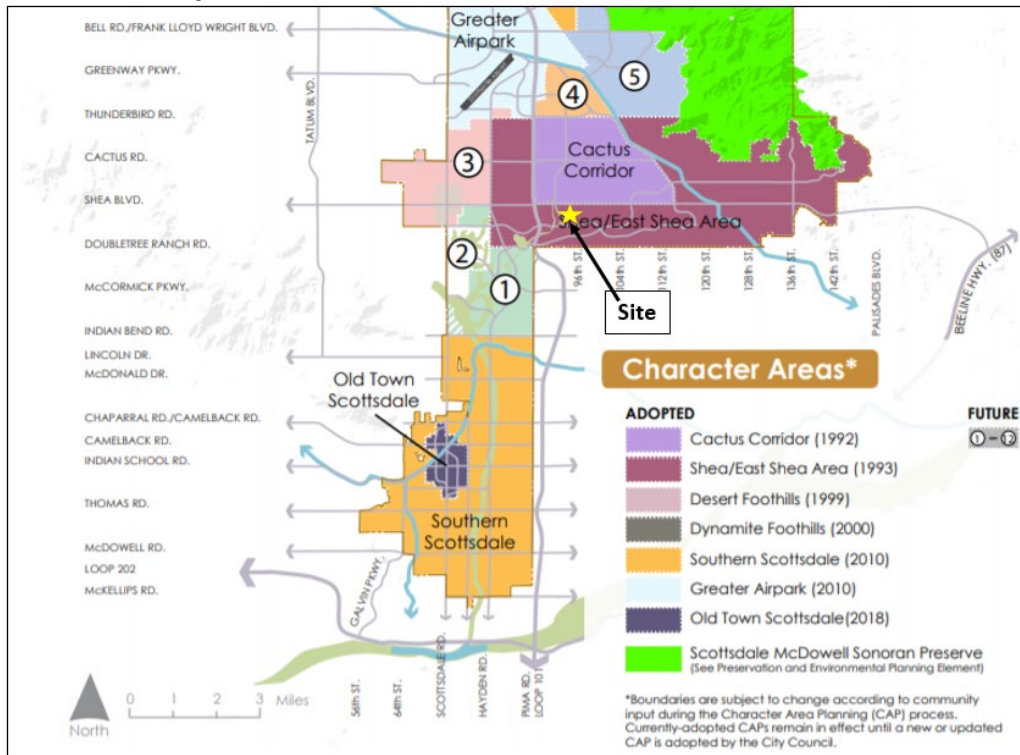 BELL RD./FRANK LLOYD WRIGHT BLVD.
GREENWAY PKWY.
THUNDERBIRD RD.
CACTUS RD.
SHEA BLVD.
DOUBLETREE RANCH RD.
McCORMICK PKWY.
INDIAN BEND RD.
LINCOLN DR.
McDONALD DR.
CHAPARRAL RD./CAMELBACK RD.
CAMELBACK RD.
INDIAN SCHOOL RD.
THOMAS RD.
McDOWELL RD.
LOOP 202
McKELLIPS RD.
TATUM BLVD.
Greater
Airpark
5
4
3
Cactus
Corridor
Shea/East Shea Area
2
1
96th ST.
104th ST.
112th ST.
120th ST.
128th ST.
136th ST.
142th ST.
PALISADES BLVD.
BEELINE HWY. (87)
Site
Old Town
Scottsdale
Southern
Scottsdale
GALVIN PKWY.
56th ST.
64th ST.
SCOTTSDALE RD.
HAYDEN RD.
PIMA RD.
LOOP 101
North
0 1 2 3 Miles
Character Areas*
ADOPTED
Cactus Corridor (1992)
Shea/East Shea Area (1993)
Desert Foothills (1999)
Dynamite Foothills (2000)
Southern Scottsdale (2010)
Greater Airpark (2010)
Old Town Scottsdale(2018)
Scottsdale McDowell Sonoran Preserve
(See Preservation and Environmental Planning Element)
FUTURE
1 – 12
*Boundaries are subject to change according to community
input during the Character Area Planning (CAP) process.
Currently-adopted CAPs remain in effect until a new or updated
CAP is adopted by the City Council.